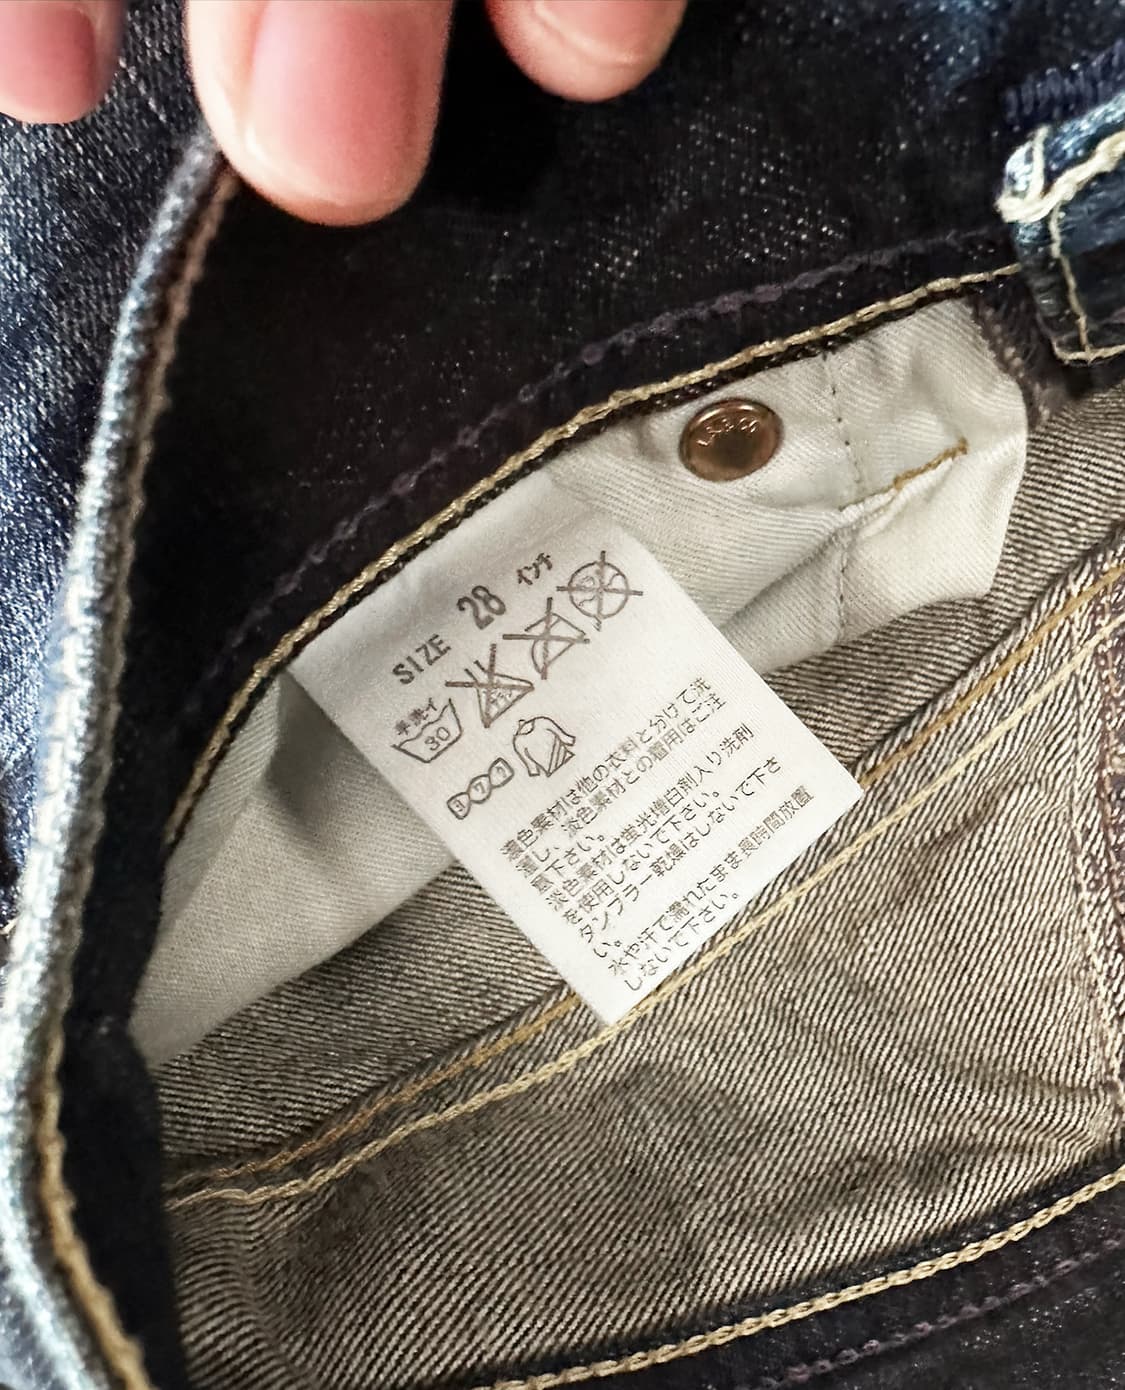 L.S.&CO
SIZE 28 インチ
手洗イ
30
濃色素材は他の衣料と分けて洗
濯し、淡色素材との着用はご注
意下さい。
淡色素材は蛍光増白剤入り洗剤
を使用しないで下さい。
タンブラー乾燥はしないで下さ
い。
水や汗で濡れたまま長時間放置
しないで下さい。